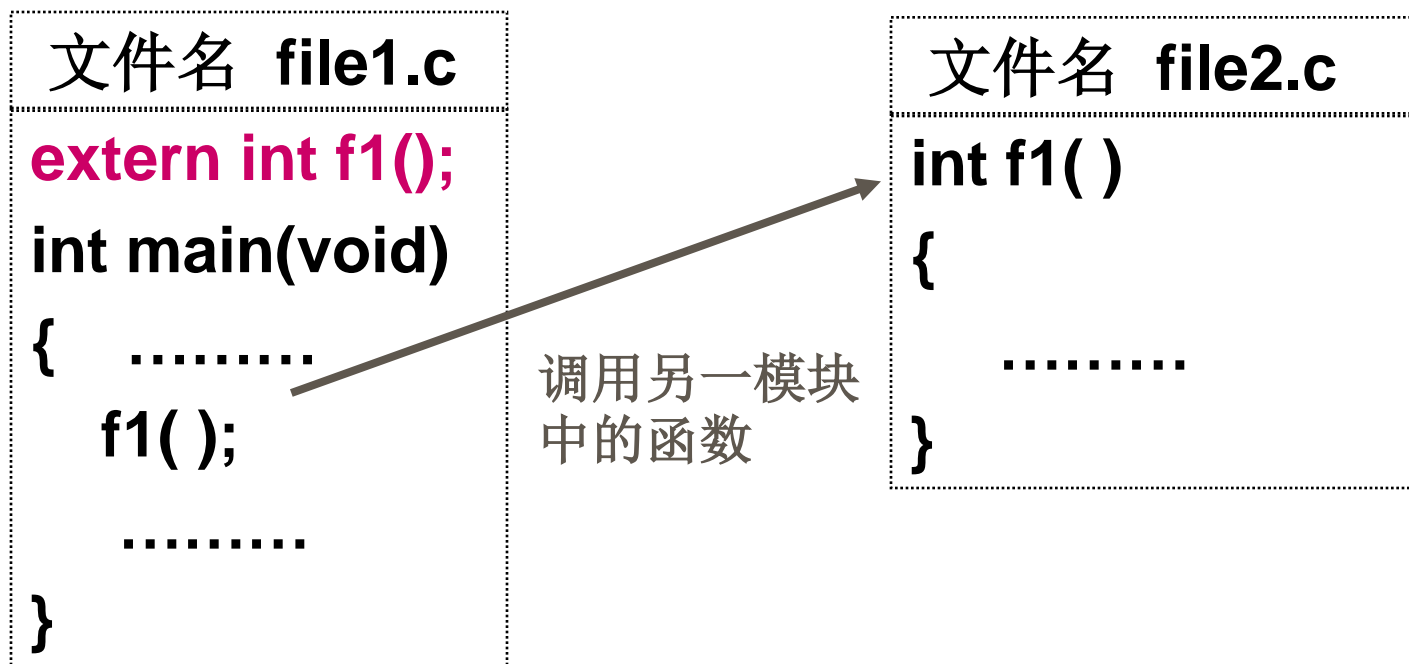 文件名 file1.c
extern int f1();
int main(void)
{ ………
f1( );
………
}
调用另一模块
中的函数
文件名 file2.c
int f1( )
{
………
}